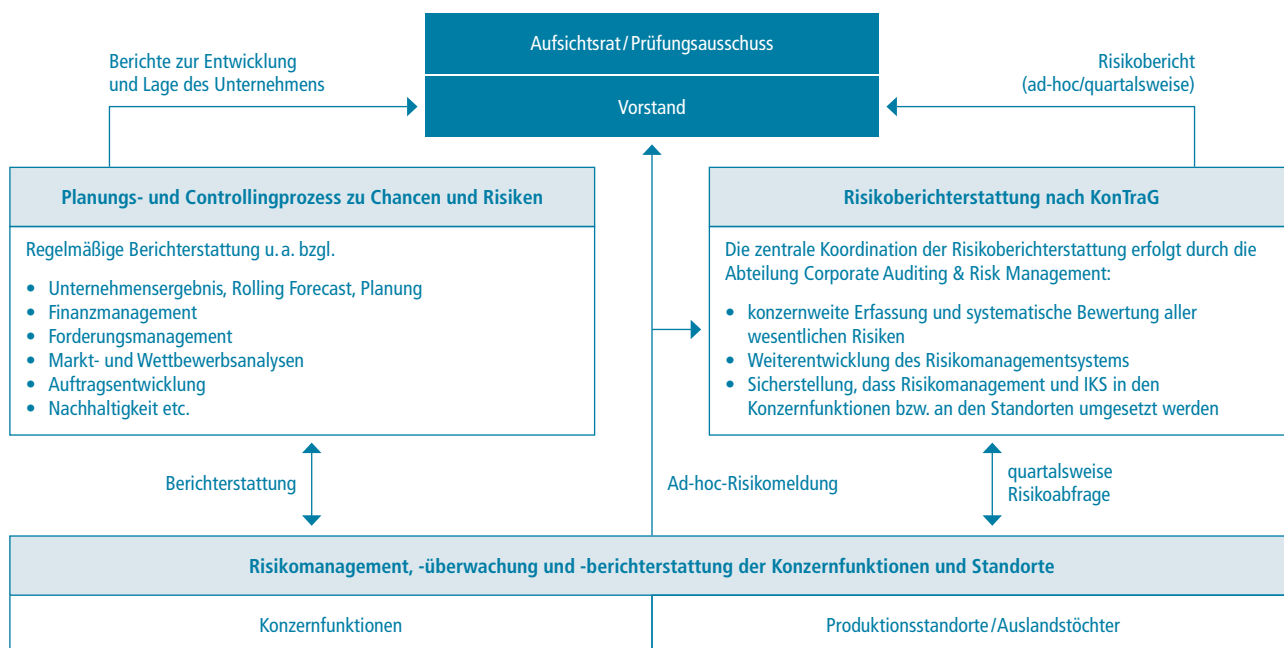 Aufsichtsrat/Prüfungsausschuss
Vorstand
Berichte zur Entwicklung
und Lage des Unternehmens
Risikobericht
(ad-hoc/quartalsweise)
Planungs- und Controllingprozess zu Chancen und Risiken
Regelmäßige Berichterstattung u. a. bzgl.
• Unternehmensergebnis, Rolling Forecast, Planung
• Finanzmanagement
• Forderungsmanagement
• Markt- und Wettbewerbsanalysen
• Auftragsentwicklung
• Nachhaltigkeit etc.
Risikoberichterstattung nach KonTraG
Die zentrale Koordination der Risikoberichterstattung erfolgt durch die
Abteilung Corporate Auditing & Risk Management:
• konzernweite Erfassung und systematische Bewertung aller
wesentlichen Risiken
• Weiterentwicklung des Risikomanagementsystems
• Sicherstellung, dass Risikomanagement und IKS in den
Konzernfunktionen bzw. an den Standorten umgesetzt werden
Berichterstattung
Ad-hoc-Risikomeldung
quartalsweise
Risikoabfrage
Risikomanagement, -überwachung und -berichterstattung der Konzernfunktionen und Standorte
Konzernfunktionen
Produktionsstandorte/Auslandstöchter